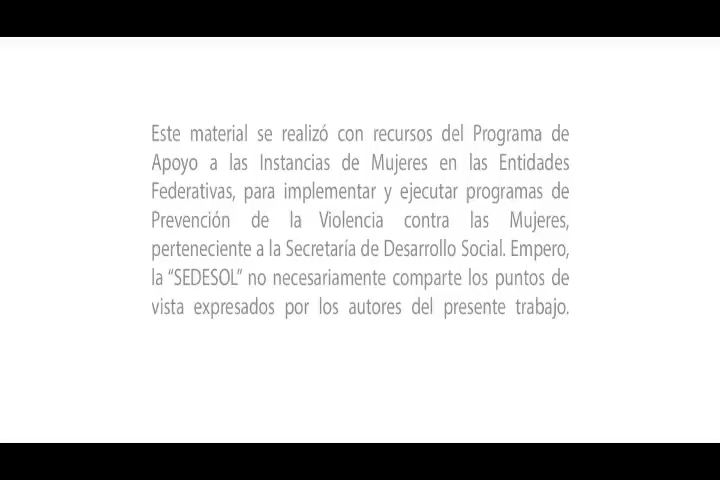 Este material se realizó con recursos del Programa de
Apoyo a las Instancias de Mujeres en las Entidades
Federativas, para implementar y ejecutar programas de
Prevención de la Violencia contra las Mujeres,
perteneciente a la Secretaría de Desarrollo Social. Empero,
la “SEDESOL” no necesariamente comparte los puntos de
vista expresados por los autores del presente trabajo.